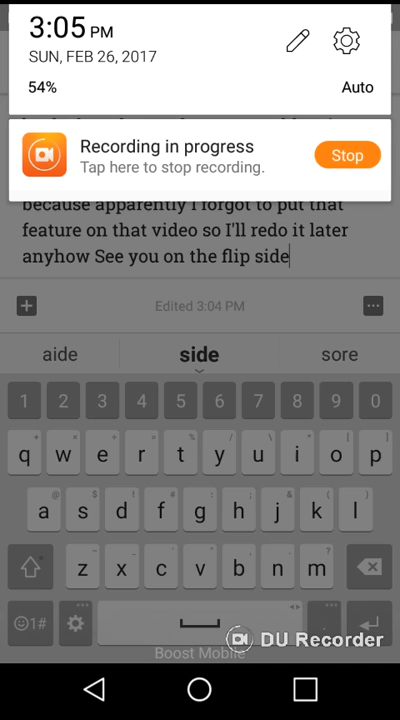 3:05 PM
SUN, FEB 26, 2017
54%
Auto
Recording in progress
Tap here to stop recording.
Stop
because apparently I forgot to put that
feature on that video so I'll redo it later
anyhow See you on the flip side
Edited 3:04 PM
aide
side
sore
1 2 3 4 5 6 7 8 9 0
q w e r t y u i o p
a s d f g h j k l
z x c v b n m
☺1#
.
DU Recorder
Boost Mobile